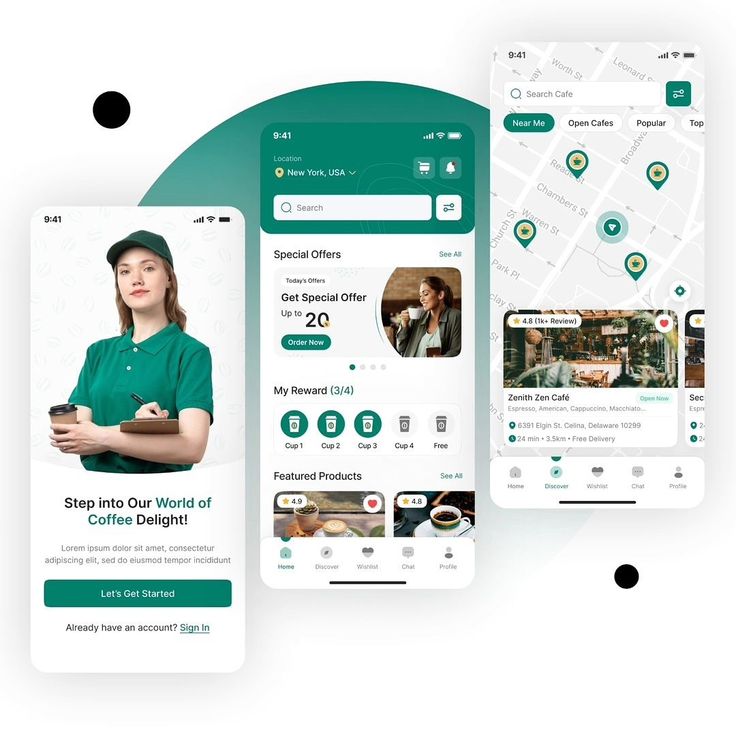 9:41
Step into Our World of
Coffee Delight!
Lorem ipsum dolor sit amet, consectetur
adipiscing elit, sed do eiusmod tempor incididunt
Let's Get Started
Already have an account? Sign In
9:41
Location
New York, USA
Search
Special Offers See All
Today's Offers
Get Special Offer
Up to 20
Order Now
My Reward (3/4)
Cup 1 Cup 2 Cup 3 Cup 4 Free
Featured Products See All
4.9 4.8
Home Discover Wishlist Chat Profile
9:41
Worth St
Leonard St
Search Cafe
Near Me Open Cafes Popular Top
Broadway
Reade St
Chambers St
Warren St
Church St
Park Pl
4.8 (1k+ Review)
Zenith Zen Café Open Now
Espresso, American, Cappuccino, Macchiato...
6391 Elgin St. Celina, Delaware 10299
24 min • 3.5km • Free Delivery
Home Discover Wishlist Chat Profile